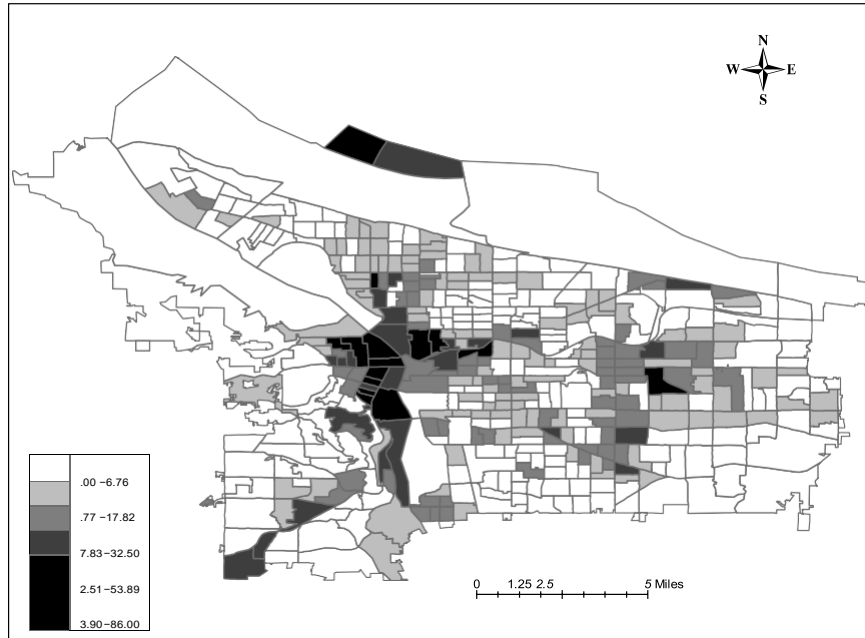 N
W E
S
.00 –6.76
.77 –17.82
7.83 –32.50
2.51 –53.89
3.90 –86.00
0 1.25 2.5 5 Miles